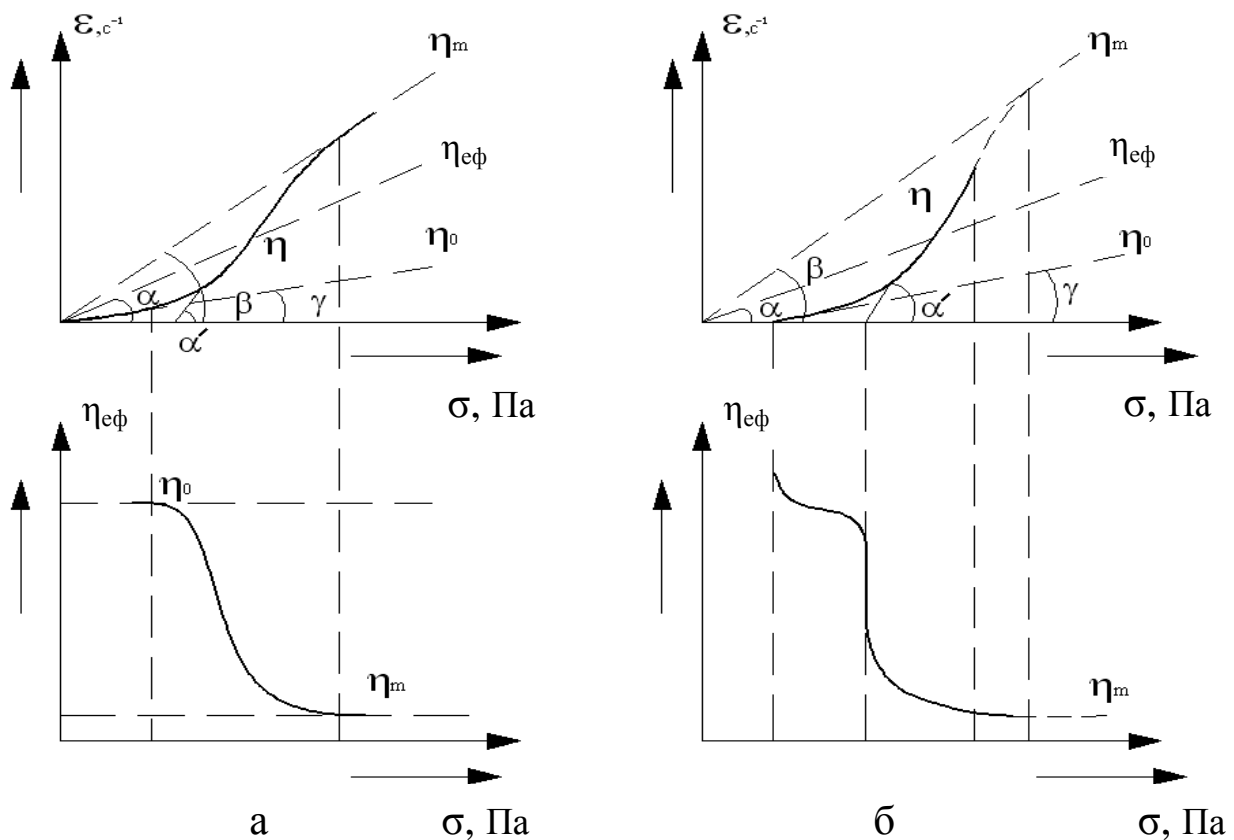 ε,с⁻¹
ηm
ηеф
η
η₀
α
β
γ
α′
σ, Па
ε,с⁻¹
ηm
ηеф
η
η₀
β
α
α′
γ
σ, Па
ηеф
η₀
ηm
σ, Па
а
ηеф
ηm
σ, Па
б